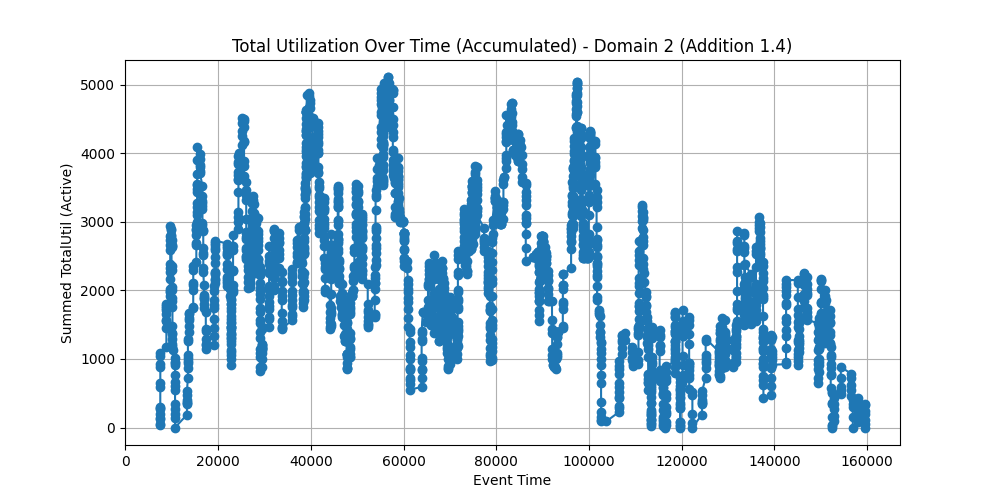 Total Utilization Over Time (Accumulated) - Domain 2 (Addition 1.4)
Summed TotalUtil (Active)
5000
4000
3000
2000
1000
0
0 20000 40000 60000 80000 100000 120000 140000 160000
Event Time